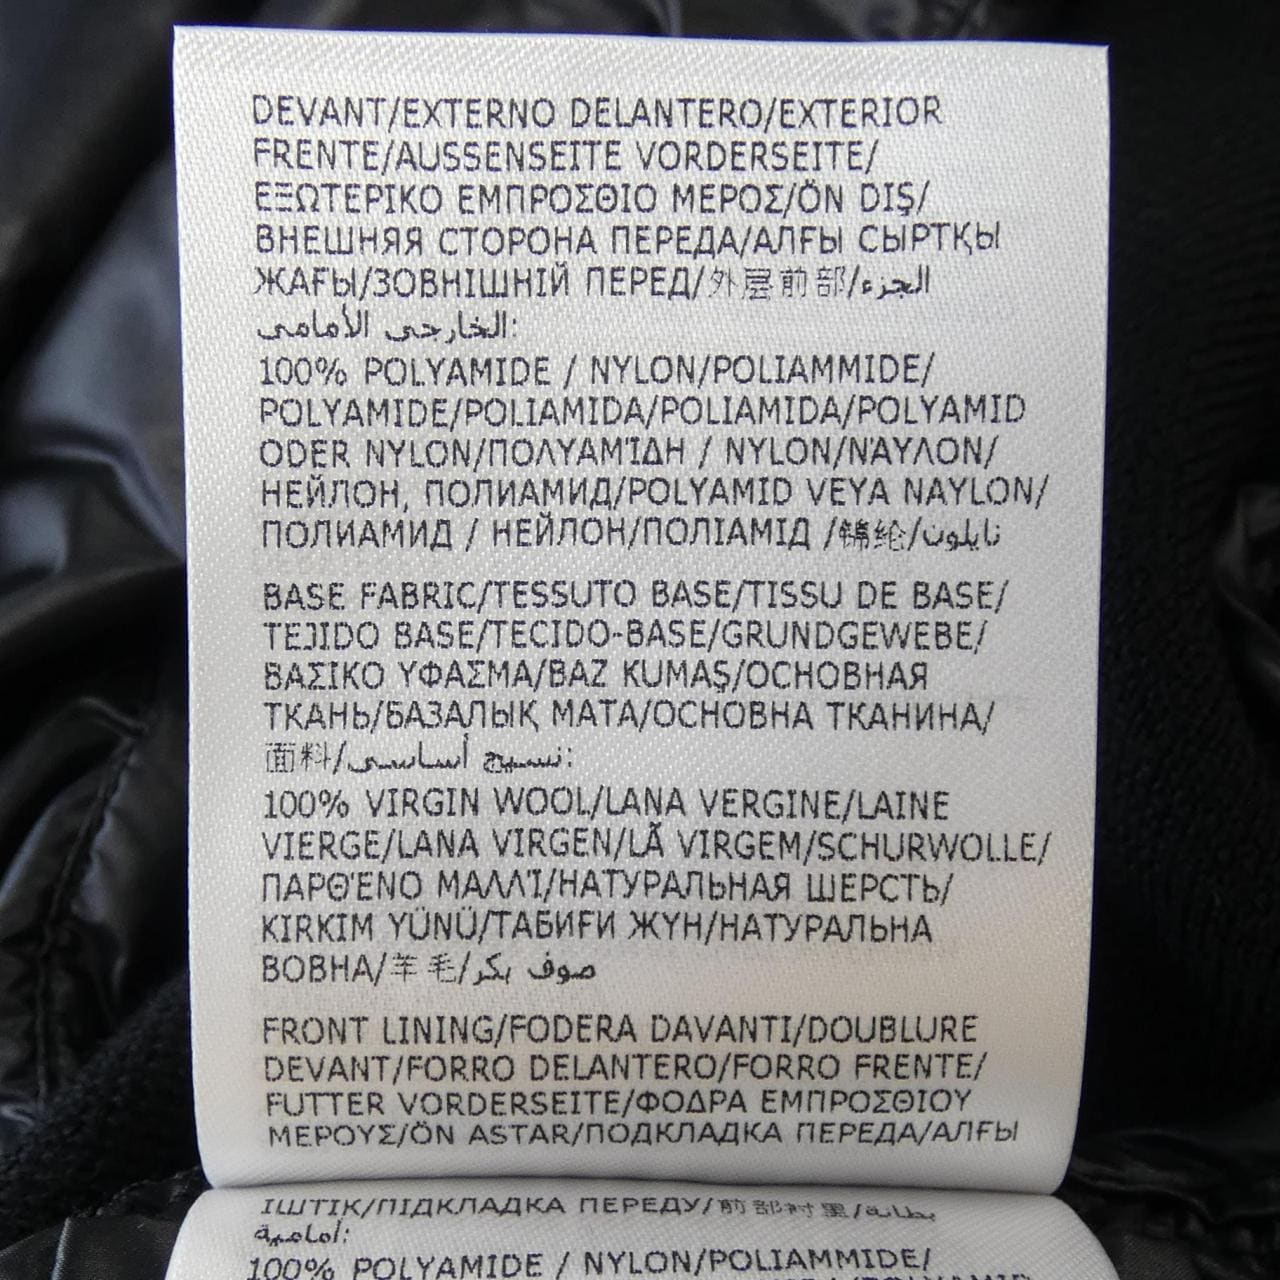 DEVANT/EXTERNO DELANTERO/EXTERIOR
FRENTE/AUSSENSEITE VORDERSEITE/
ΕΞΩΤΕΡΙΚΟ ΕΜΠΡΟΣΘΙΟ ΜΕΡΟΣ/ÖN DIŞ/
ВНЕШНЯЯ СТОРОНА ПЕРЕДА/АЛҒЫ СЫРТҚЫ
ЖАҒЫ/ЗОВНІШНІЙ ПЕРЕД/外层前部/الجزء
الخارجي الأمامي:
100% POLYAMIDE / NYLON/POLIAMMIDE/
POLYAMIDE/POLIAMIDA/POLIAMIDA/POLYAMID
ODER NYLON/ΠΟΛΥΑΜΊΔΗ / NYLON/ΝΆΥΛΟΝ/
НЕЙЛОН, ПОЛИАМИД/POLYAMID VEYA NAYLON/
ПОЛИАМИД / НЕЙЛОН/ПОЛІАМІД /锦纶/نايلون
BASE FABRIC/TESSUTO BASE/TISSU DE BASE/
TEJIDO BASE/TECIDO-BASE/GRUNDGEWEBE/
ΒΑΣΙΚΟ ΥΦΑΣΜΑ/BAZ KUMAŞ/ОСНОВНАЯ
ТКАНЬ/БАЗАЛЫҚ МАТА/ОСНОВНА ТКАНИНА/
面料/نسيج أساسي:
100% VIRGIN WOOL/LANA VERGINE/LAINE
VIERGE/LANA VIRGEN/LÃ VIRGEM/SCHURWOLLE/
ΠΑΡΘΈΝΟ ΜΑΛΛΊ/НАТУРАЛЬНАЯ ШЕРСТЬ/
KIRKIM YÜNÜ/ТАБИҒИ ЖҮН/НАТУРАЛЬНА
ВОВНА/羊毛/صوف بكر
FRONT LINING/FODERA DAVANTI/DOUBLURE
DEVANT/FORRO DELANTERO/FORRO FRENTE/
FUTTER VORDERSEITE/ΦΟΔΡΑ ΕΜΠΡΟΣΘΙΟΥ
ΜΕΡΟΥΣ/ÖN ASTAR/ПОДКЛАДКА ПЕРЕДА/АЛҒЫ
ІШТІК/ПІДКЛАДКА ПЕРЕДУ/前部衬里/بطانة
أمامية:
100% POLYAMIDE / NYLON/POLIAMMIDE/